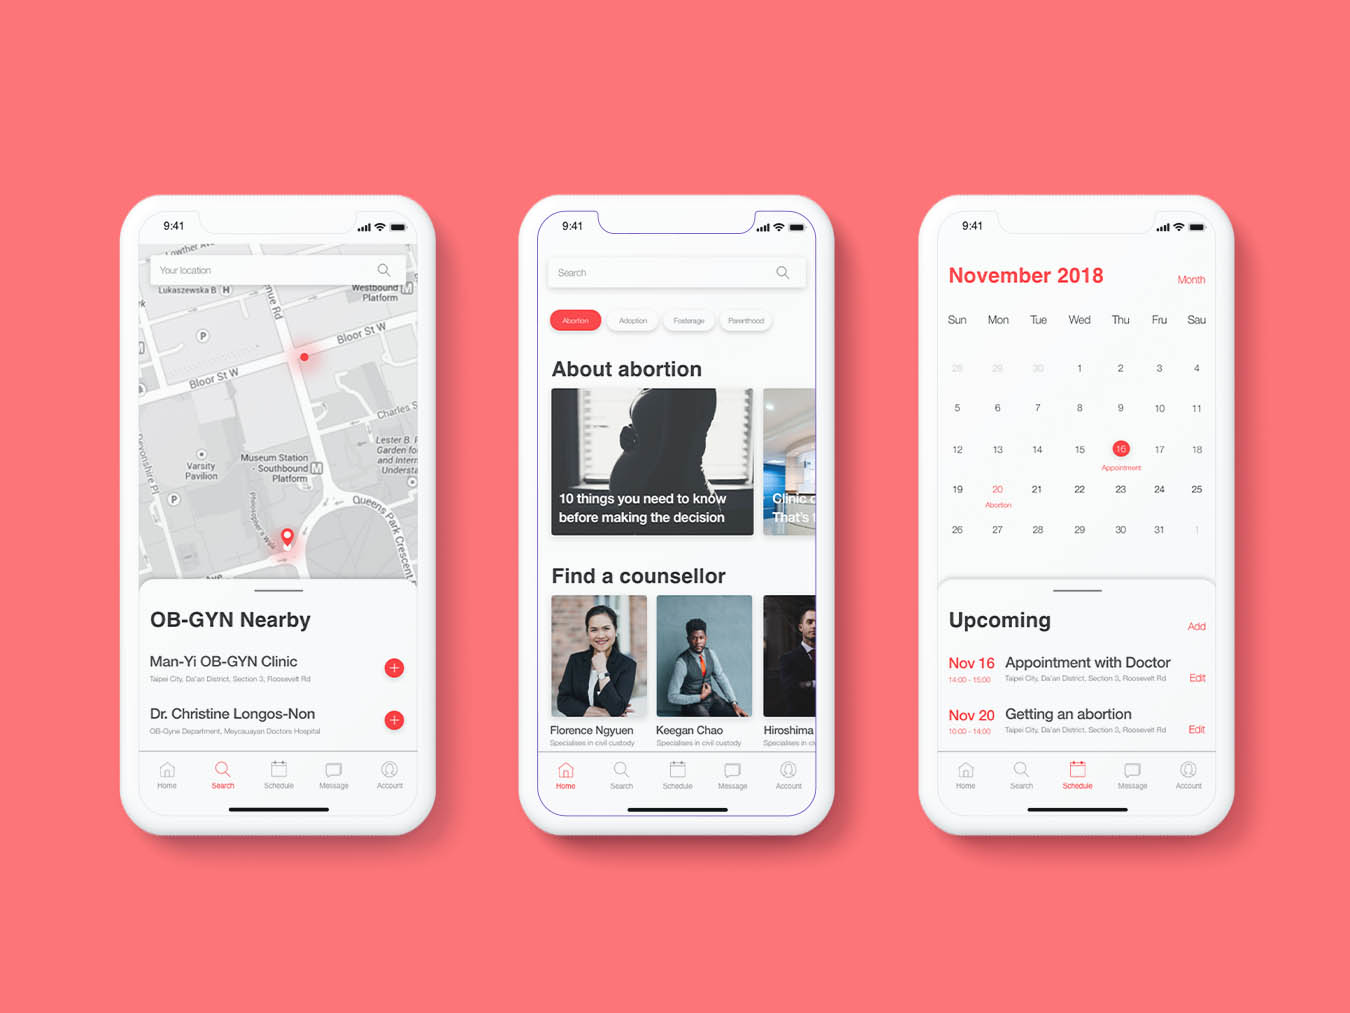 9:41
Lowther Av
Your location
Lukaszewska B H
Westbound M
Platform
enue Rd
P
Bloor St W
Bloor St W
Charles S
Lester B. P
Garden fo
and Intern
Understa
Museum Station
- Southbound M
Platform
Varsity
Pavilion
Devonshire Pl
P
Philosopher's Walk
Queens Park Crescent
Ave
OB-GYN Nearby
Man-Yi OB-GYN Clinic
Taipei City, Da'an District, Section 3, Roosevelt Rd
Dr. Christine Longos-Non
OB-Gyne Department, Meycauayan Doctors Hospital
Home Search Schedule Message Account
9:41
Search
Abortion Adoption Fosterage Parenthood
About abortion
10 things you need to know
before making the decision
Clinic
That's t
Find a counsellor
Florence Ngyuen
Specialises in civil custody
Keegan Chao
Specialises in civil custody
Hiroshima
Specialises in ci
Home Search Schedule Message Account
9:41
November 2018
Month
Sun Mon Tue Wed Thu Fru Sau
28 29 30 1 2 3 4
5 6 7 8 9 10 11
12 13 14 15 16 17 18
Appointment
19 20 21 22 23 24 25
Abortion
26 27 28 29 30 31 1
Upcoming
Add
Nov 16 Appointment with Doctor
14:00 - 15:00 Taipei City, Da'an District, Section 3, Roosevelt Rd Edit
Nov 20 Getting an abortion
10:00 - 14:00 Taipei City, Da'an District, Section 3, Roosevelt Rd Edit
Home Search Schedule Message Account